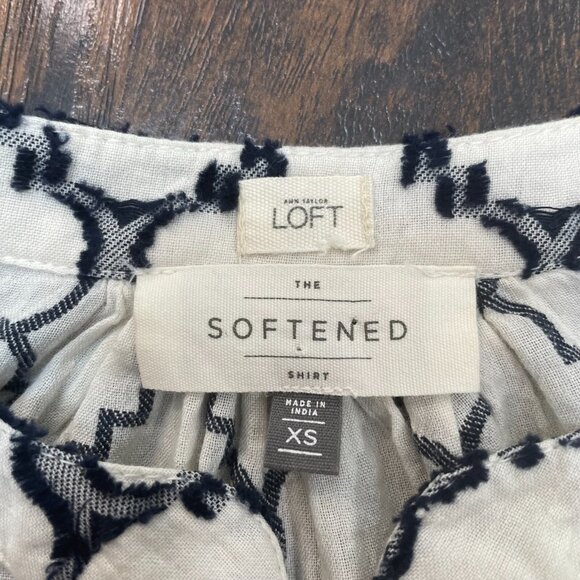 ANN TAYLOR
LOFT
THE
SOFTENED
SHIRT
MADE IN
INDIA
XS